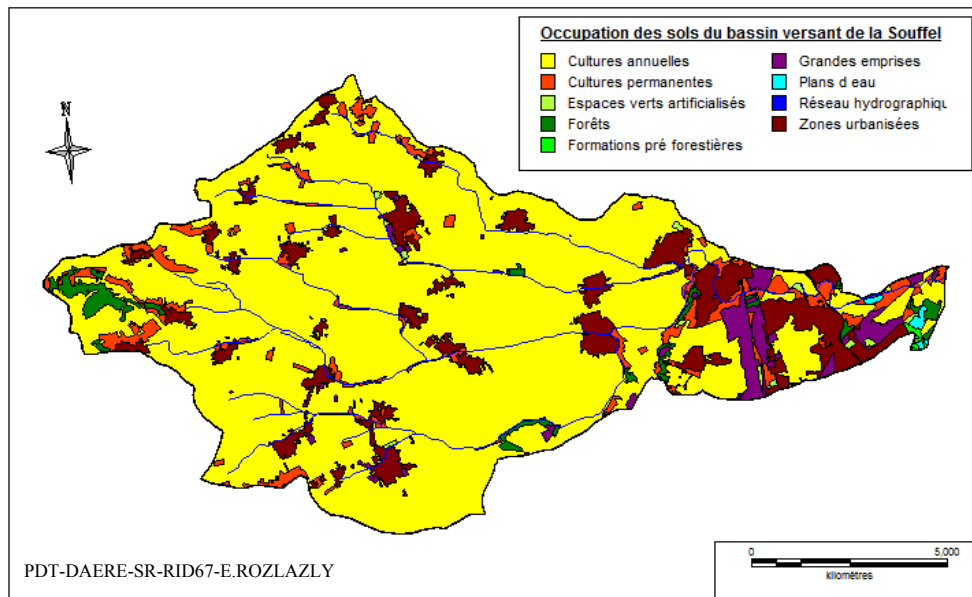 Occupation des sols du bassin versant de la Souffel
Cultures annuelles
Cultures permanentes
Espaces verts artificialisés
Forêts
Formations pré forestières
Grandes emprises
Plans d eau
Réseau hydrographiqu
Zones urbanisées
N
0 5,000
kilomètres
PDT-DAERE-SR-RID67-E.ROZLAZLY